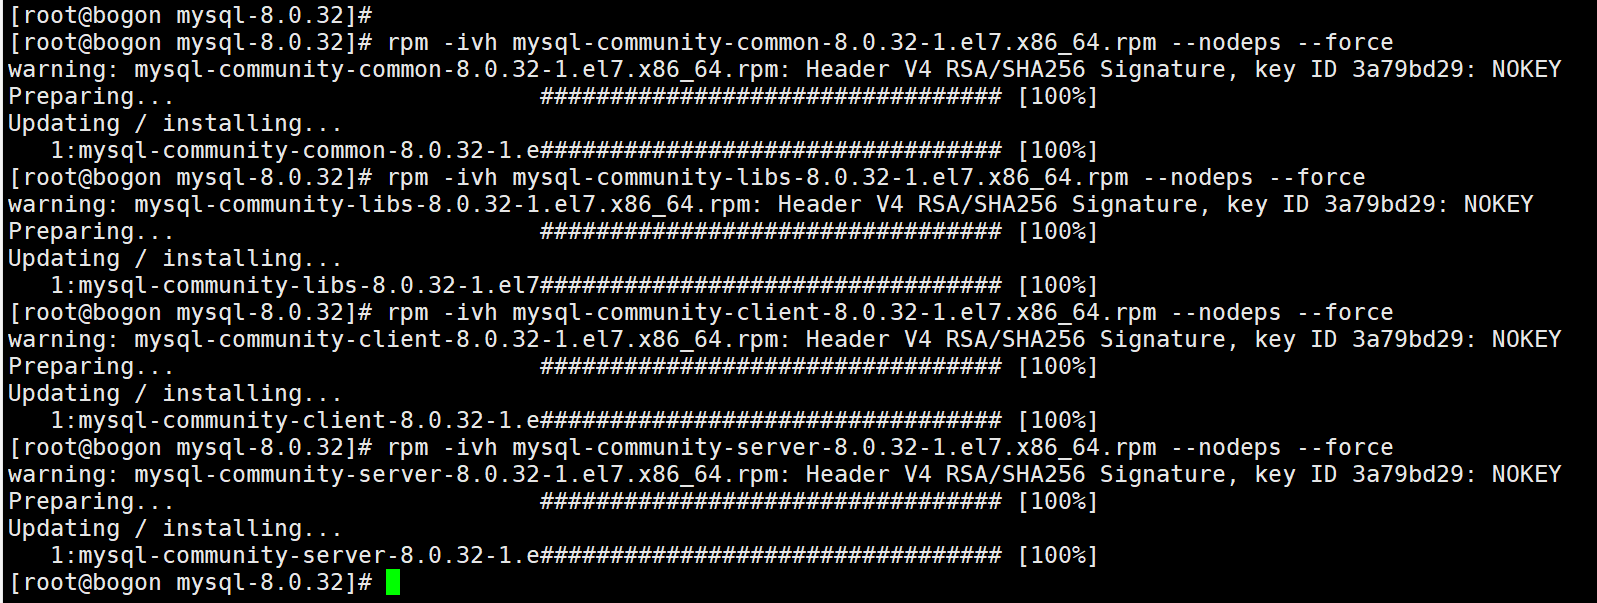 [root@bogon mysql-8.0.32]#
[root@bogon mysql-8.0.32]# rpm -ivh mysql-community-common-8.0.32-1.el7.x86_64.rpm --nodeps --force
warning: mysql-community-common-8.0.32-1.el7.x86_64.rpm: Header V4 RSA/SHA256 Signature, key ID 3a79bd29: NOKEY
Preparing...                          ################################# [100%]
Updating / installing...
   1:mysql-community-common-8.0.32-1.e################################# [100%]
[root@bogon mysql-8.0.32]# rpm -ivh mysql-community-libs-8.0.32-1.el7.x86_64.rpm --nodeps --force
warning: mysql-community-libs-8.0.32-1.el7.x86_64.rpm: Header V4 RSA/SHA256 Signature, key ID 3a79bd29: NOKEY
Preparing...                          ################################# [100%]
Updating / installing...
   1:mysql-community-libs-8.0.32-1.el7################################# [100%]
[root@bogon mysql-8.0.32]# rpm -ivh mysql-community-client-8.0.32-1.el7.x86_64.rpm --nodeps --force
warning: mysql-community-client-8.0.32-1.el7.x86_64.rpm: Header V4 RSA/SHA256 Signature, key ID 3a79bd29: NOKEY
Preparing...                          ################################# [100%]
Updating / installing...
   1:mysql-community-client-8.0.32-1.e################################# [100%]
[root@bogon mysql-8.0.32]# rpm -ivh mysql-community-server-8.0.32-1.el7.x86_64.rpm --nodeps --force
warning: mysql-community-server-8.0.32-1.el7.x86_64.rpm: Header V4 RSA/SHA256 Signature, key ID 3a79bd29: NOKEY
Preparing...                          ################################# [100%]
Updating / installing...
   1:mysql-community-server-8.0.32-1.e################################# [100%]
[root@bogon mysql-8.0.32]#